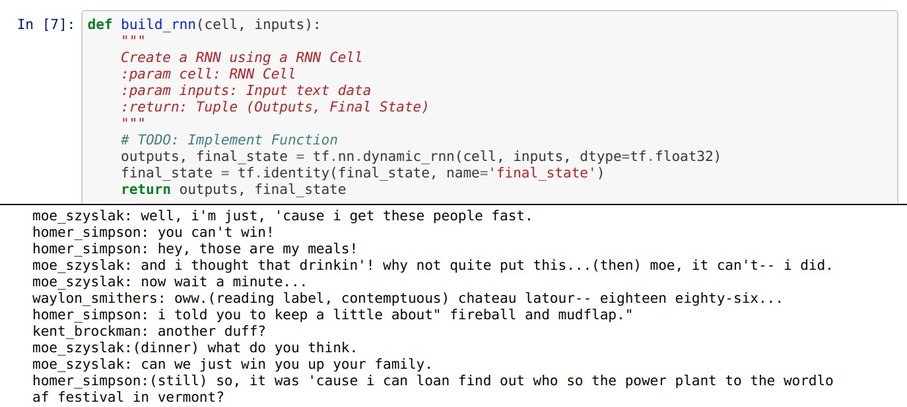 In [7]: def build_rnn(cell, inputs):
"""
Create a RNN using a RNN Cell
:param cell: RNN Cell
:param inputs: Input text data
:return: Tuple (Outputs, Final State)
"""
# TODO: Implement Function
outputs, final_state = tf.nn.dynamic_rnn(cell, inputs, dtype=tf.float32)
final_state = tf.identity(final_state, name='final_state')
return outputs, final_state
moe_szyslak: well, i'm just, 'cause i get these people fast.
homer_simpson: you can't win!
homer_simpson: hey, those are my meals!
moe_szyslak: and i thought that drinkin'! why not quite put this...(then) moe, it can't-- i did.
moe_szyslak: now wait a minute...
waylon_smithers: oww.(reading label, contemptuous) chateau latour-- eighteen eighty-six...
homer_simpson: i told you to keep a little about" fireball and mudflap."
kent_brockman: another duff?
moe_szyslak:(dinner) what do you think.
moe_szyslak: can we just win you up your family.
homer_simpson:(still) so, it was 'cause i can loan find out who so the power plant to the wordlo
af festival in vermont?